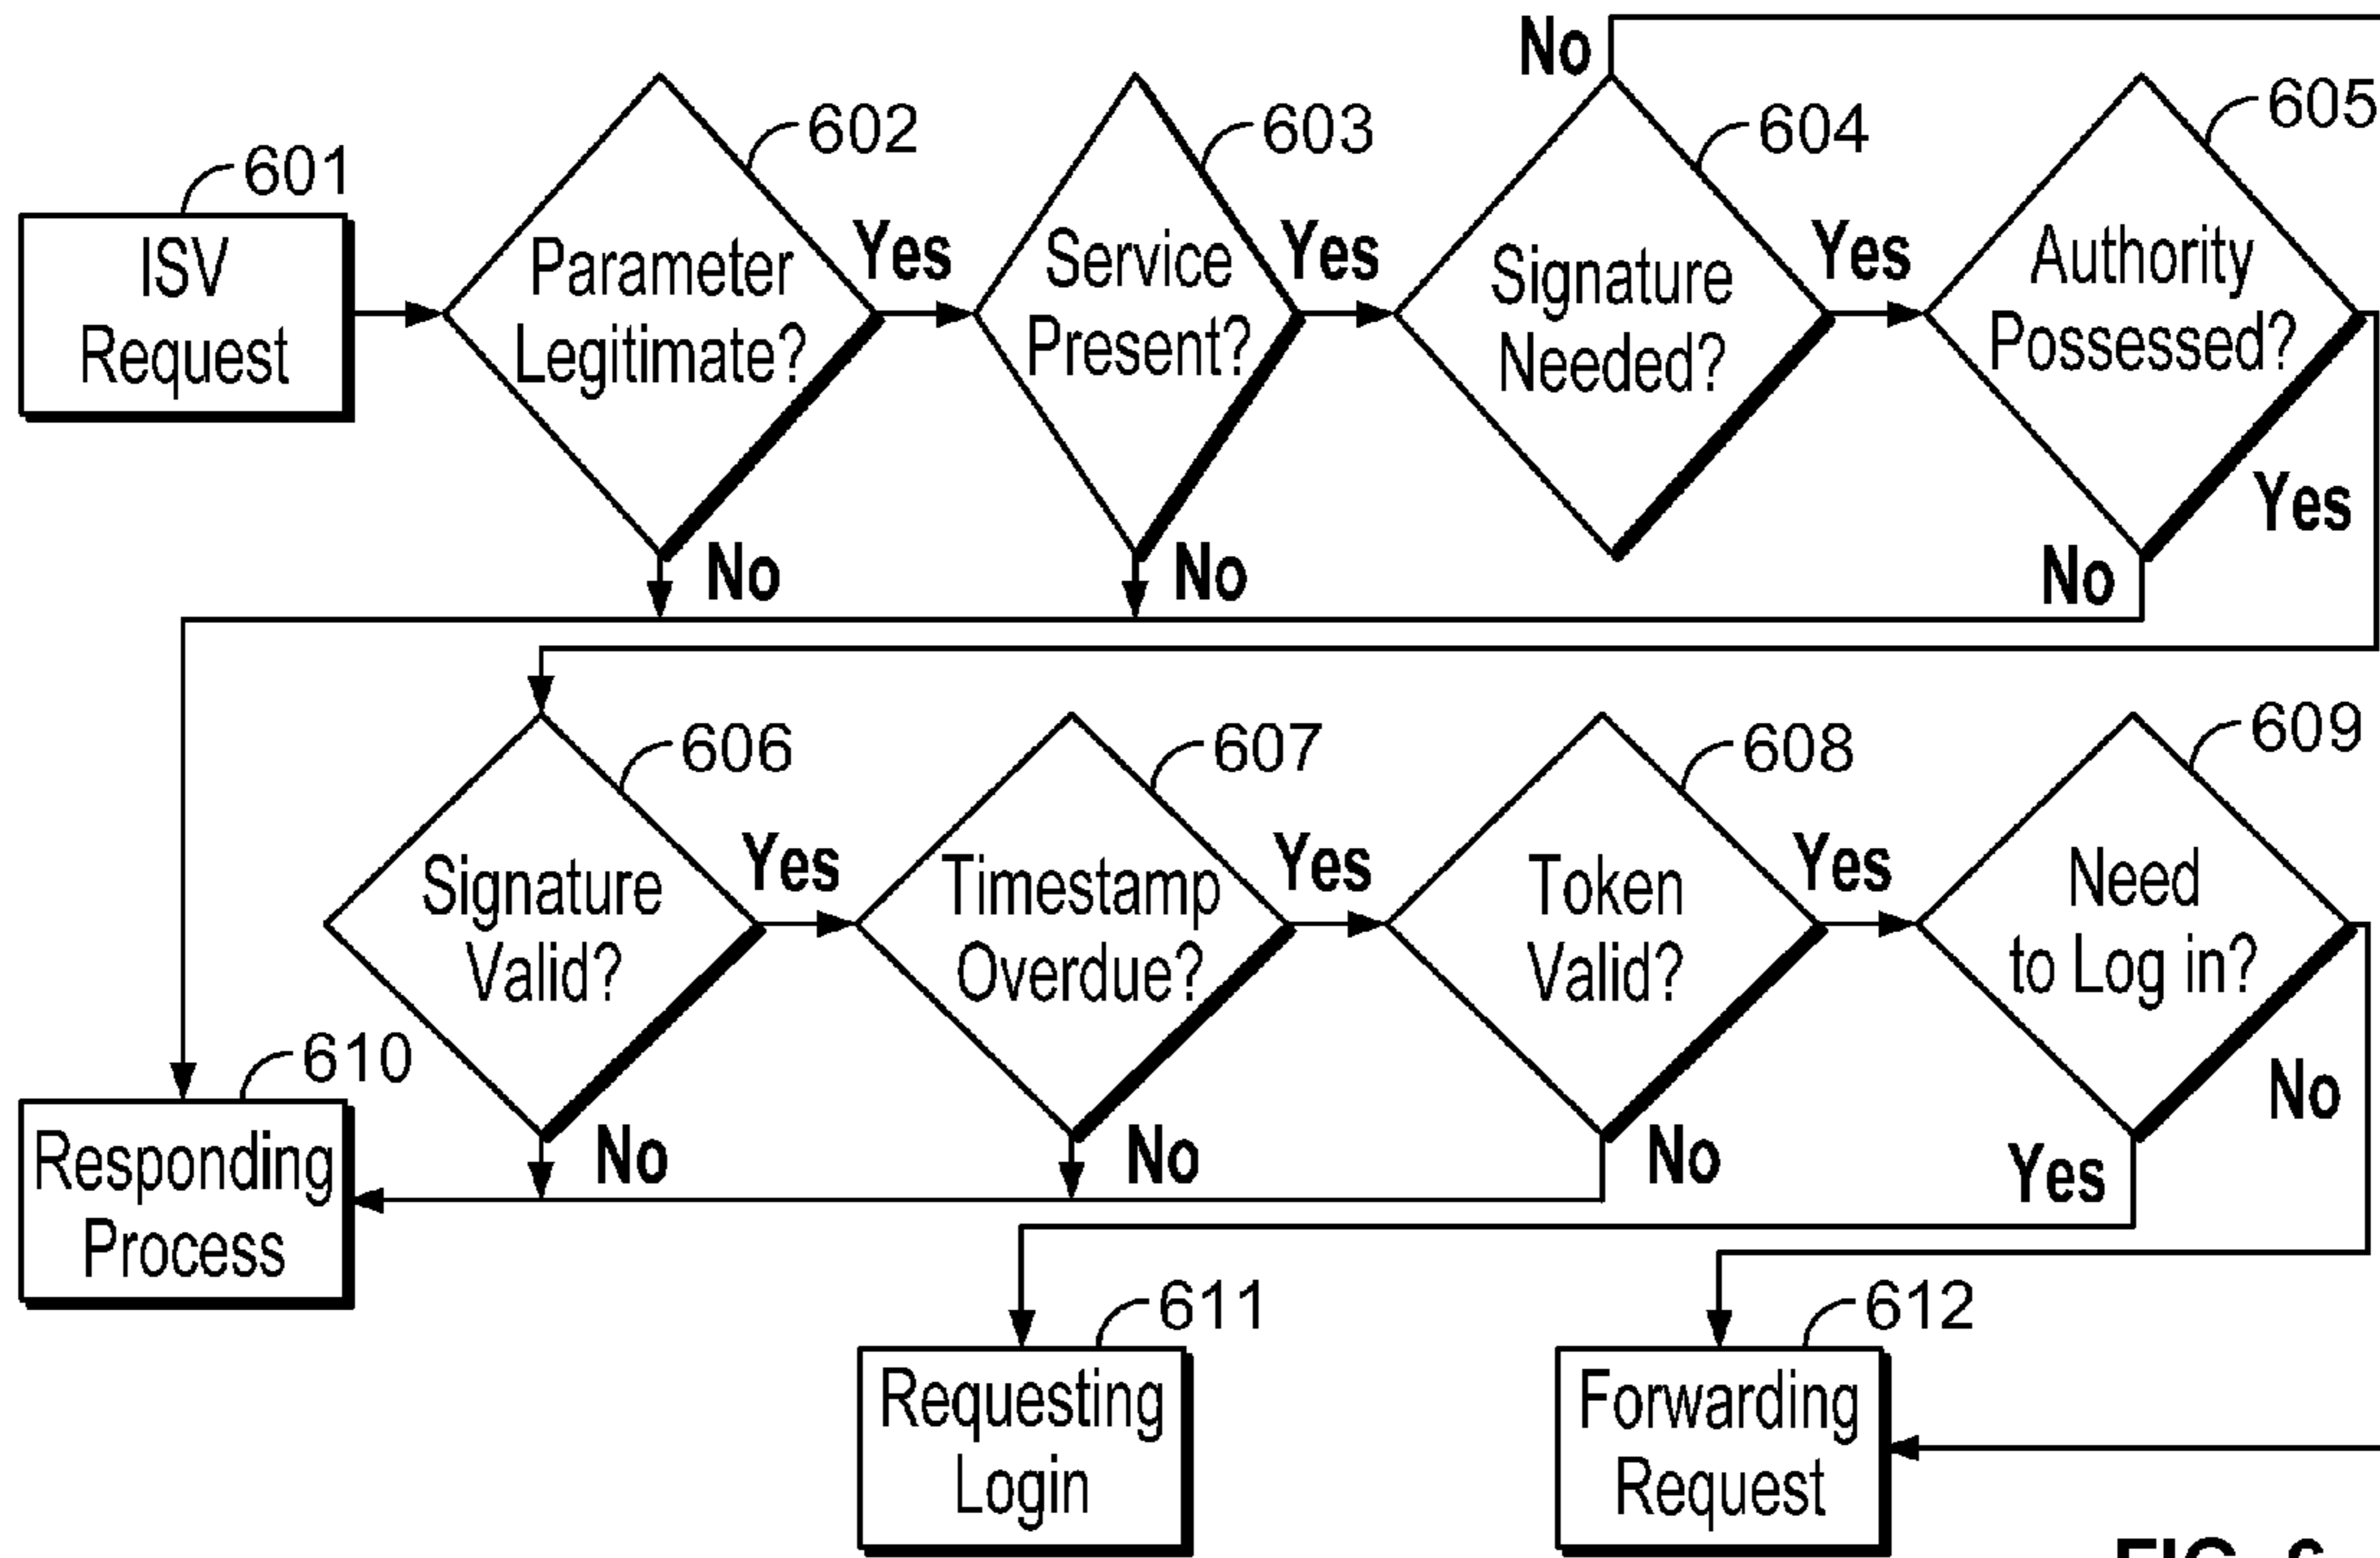 No
601
602
603
604
605
ISV
Request
Parameter
Legitimate?
Yes
Service
Present?
Yes
Signature
Needed?
Yes
Authority
Possessed?
Yes
No
No
No
606
607
608
609
Signature
Valid?
Yes
Timestamp
Overdue?
Yes
Token
Valid?
Yes
Need
to Log in?
No
610
Responding
Process
No
No
No
Yes
611
612
Requesting
Login
Forwarding
Request